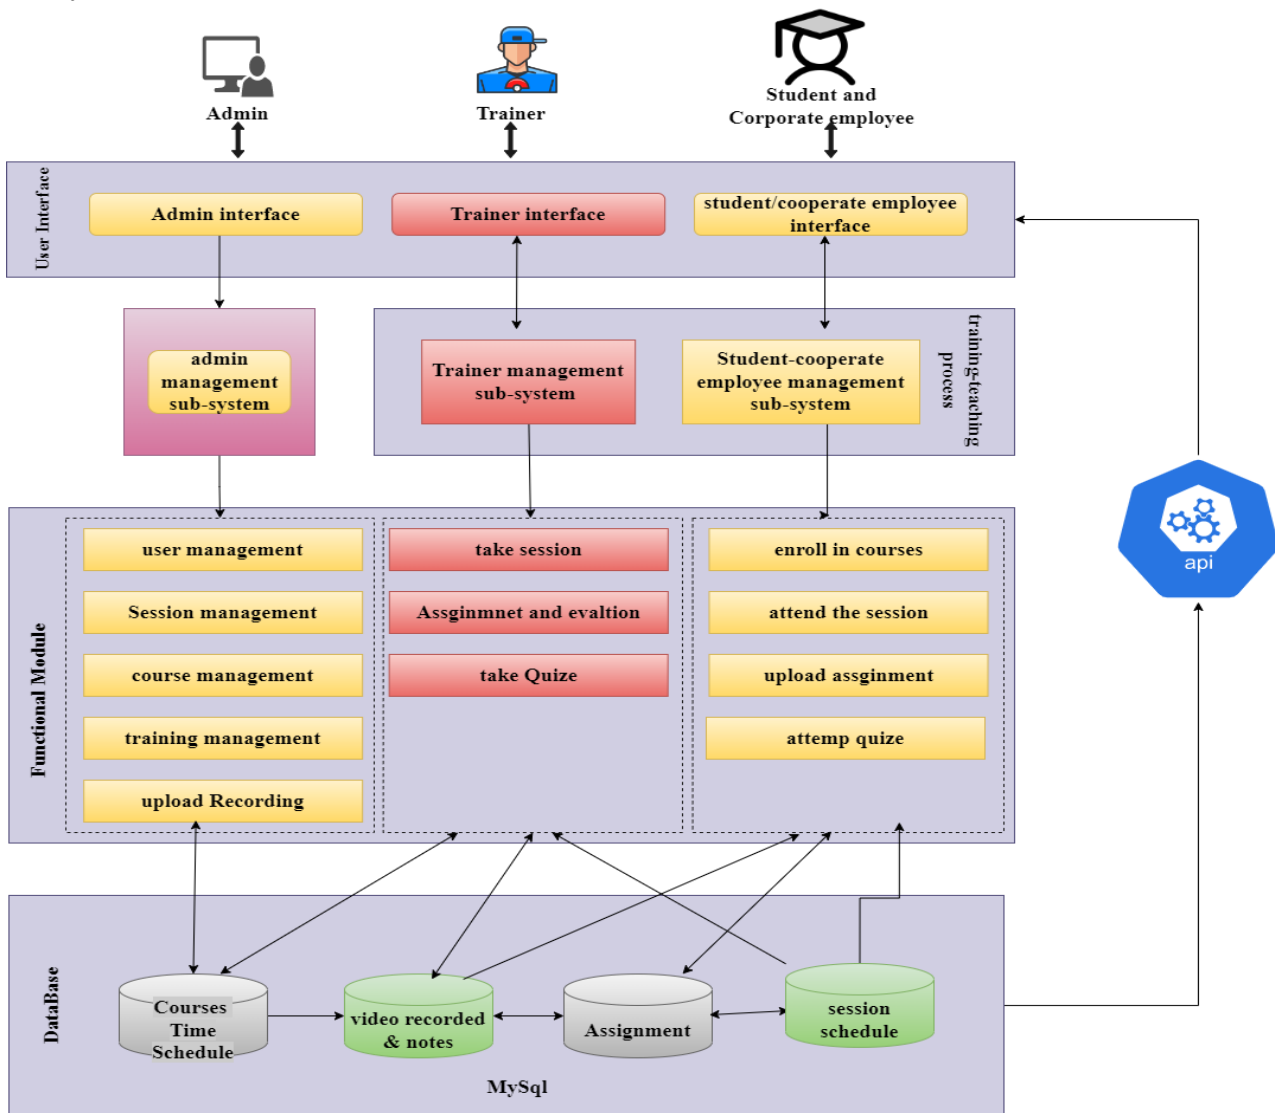 Admin
Trainer
Student and
Corporate employee
User Interface
Admin interface
Trainer interface
student/cooperate employee
interface
admin
management
sub-system
Trainer management
sub-system
Student-cooperate
employee management
sub-system
training-teaching
process
api
Functional Module
user management
Session management
course management
training management
upload Recording
take session
Assginmnet and evaltion
take Quize
enroll in courses
attend the session
upload assginment
attemp quize
DataBase
Courses
Time
Schedule
video recorded
& notes
Assignment
session
schedule
MySql